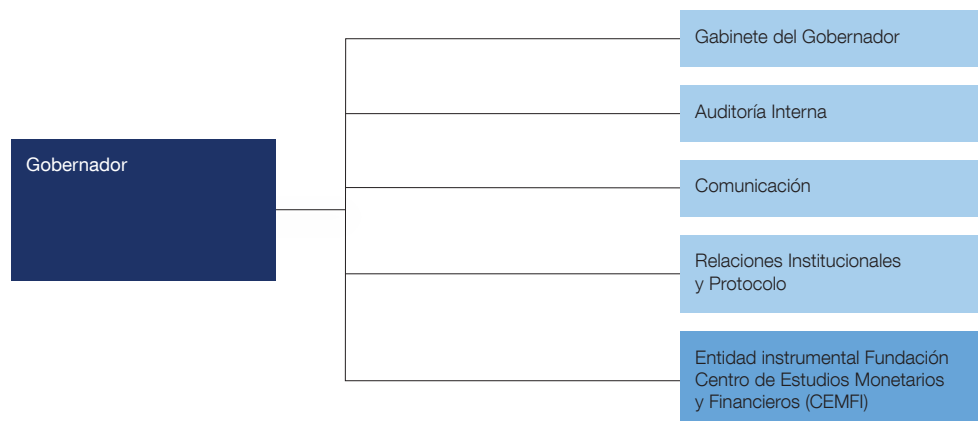 Gabinete del Gobernador
Auditoría Interna
Gobernador
Comunicación
Relaciones Institucionales
y Protocolo
Entidad instrumental Fundación
Centro de Estudios Monetarios
y Financieros (CEMFI)